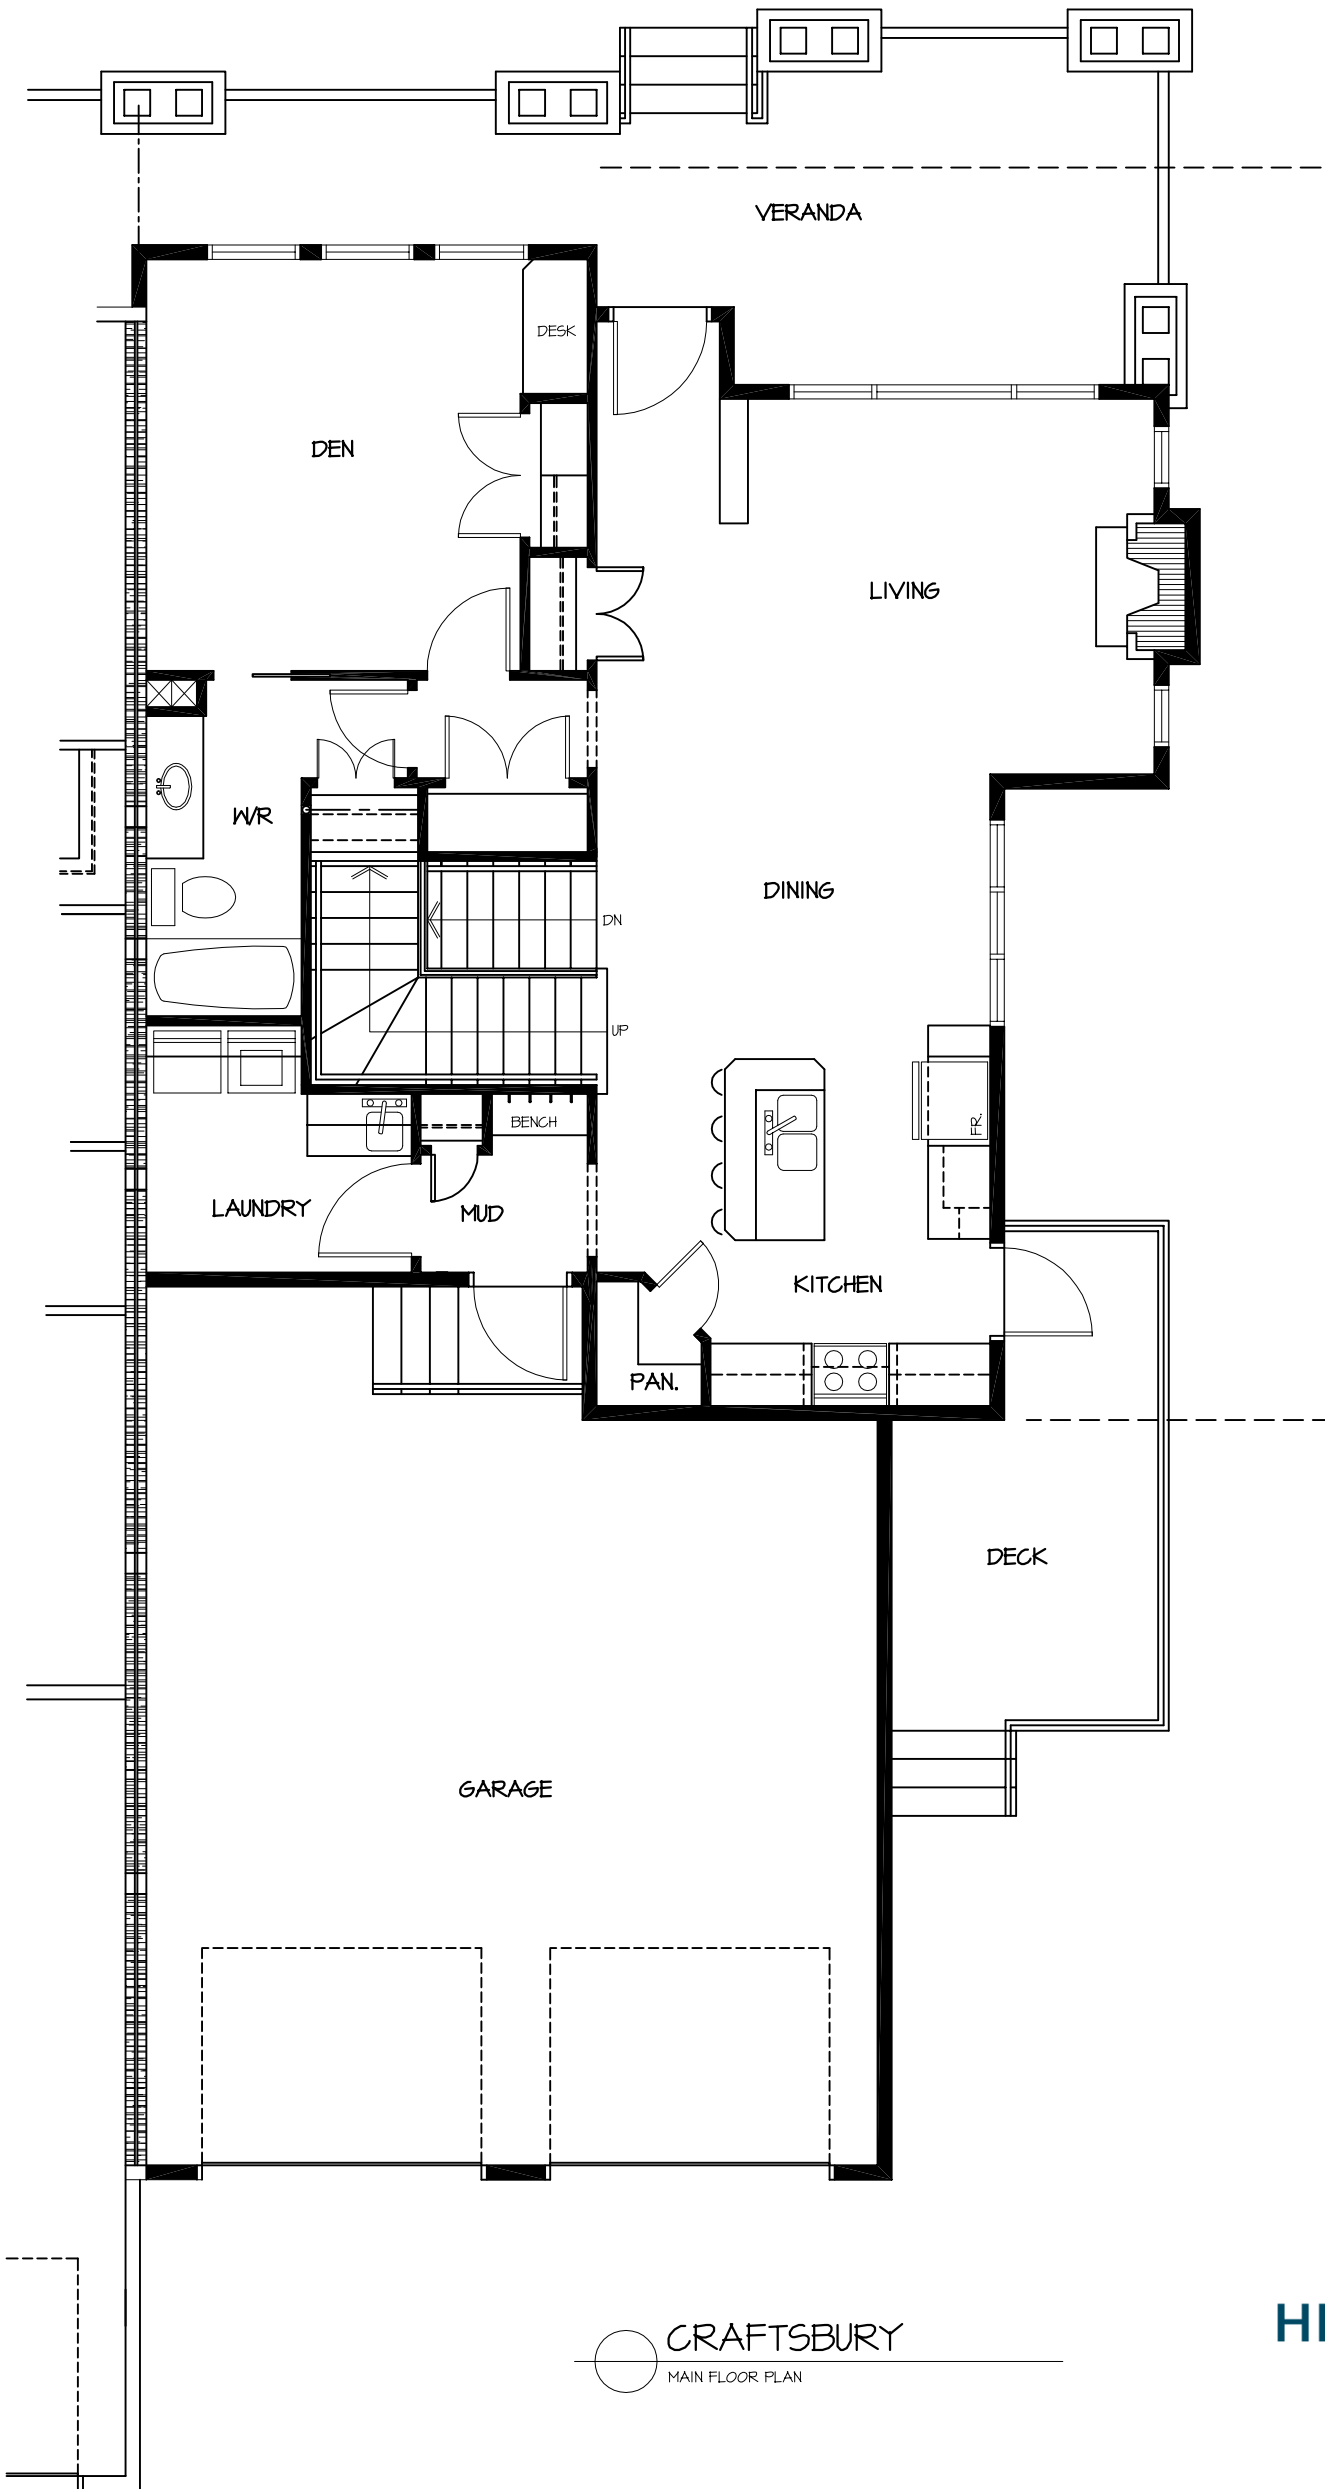 VERANDA
DESK
DEN
LIVING
W/R
DINING
DN
UP
BENCH
FR.
LAUNDRY
MUD
KITCHEN
PAN.
DECK
GARAGE
CRAFTSBURY
MAIN FLOOR PLAN